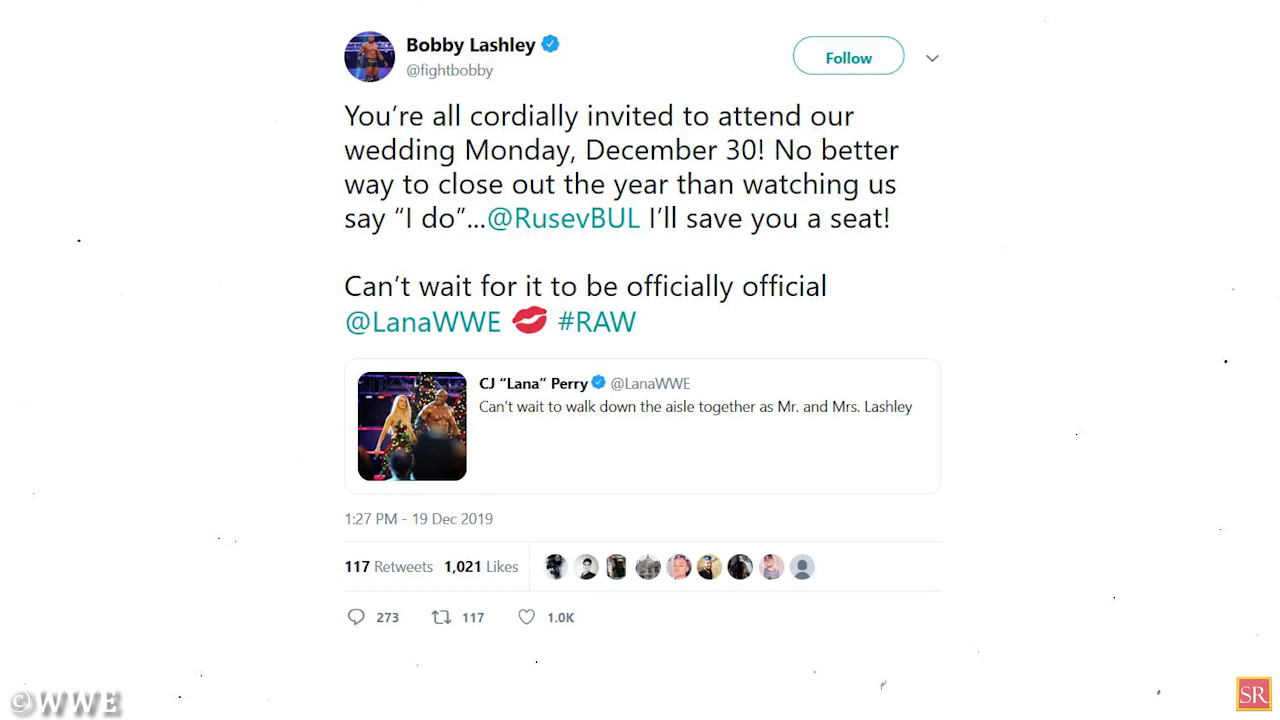 Bobby Lashley
@fightbobby
Follow
You’re all cordially invited to attend our
wedding Monday, December 30! No better
way to close out the year than watching us
say “I do”...@RusevBUL I’ll save you a seat!
Can’t wait for it to be officially official
@LanaWWE 💋 #RAW
CJ “Lana” Perry @LanaWWE
Can’t wait to walk down the aisle together as Mr. and Mrs. Lashley
1:27 PM - 19 Dec 2019
117 Retweets 1,021 Likes
273 117 1.0K
©WWE
SR